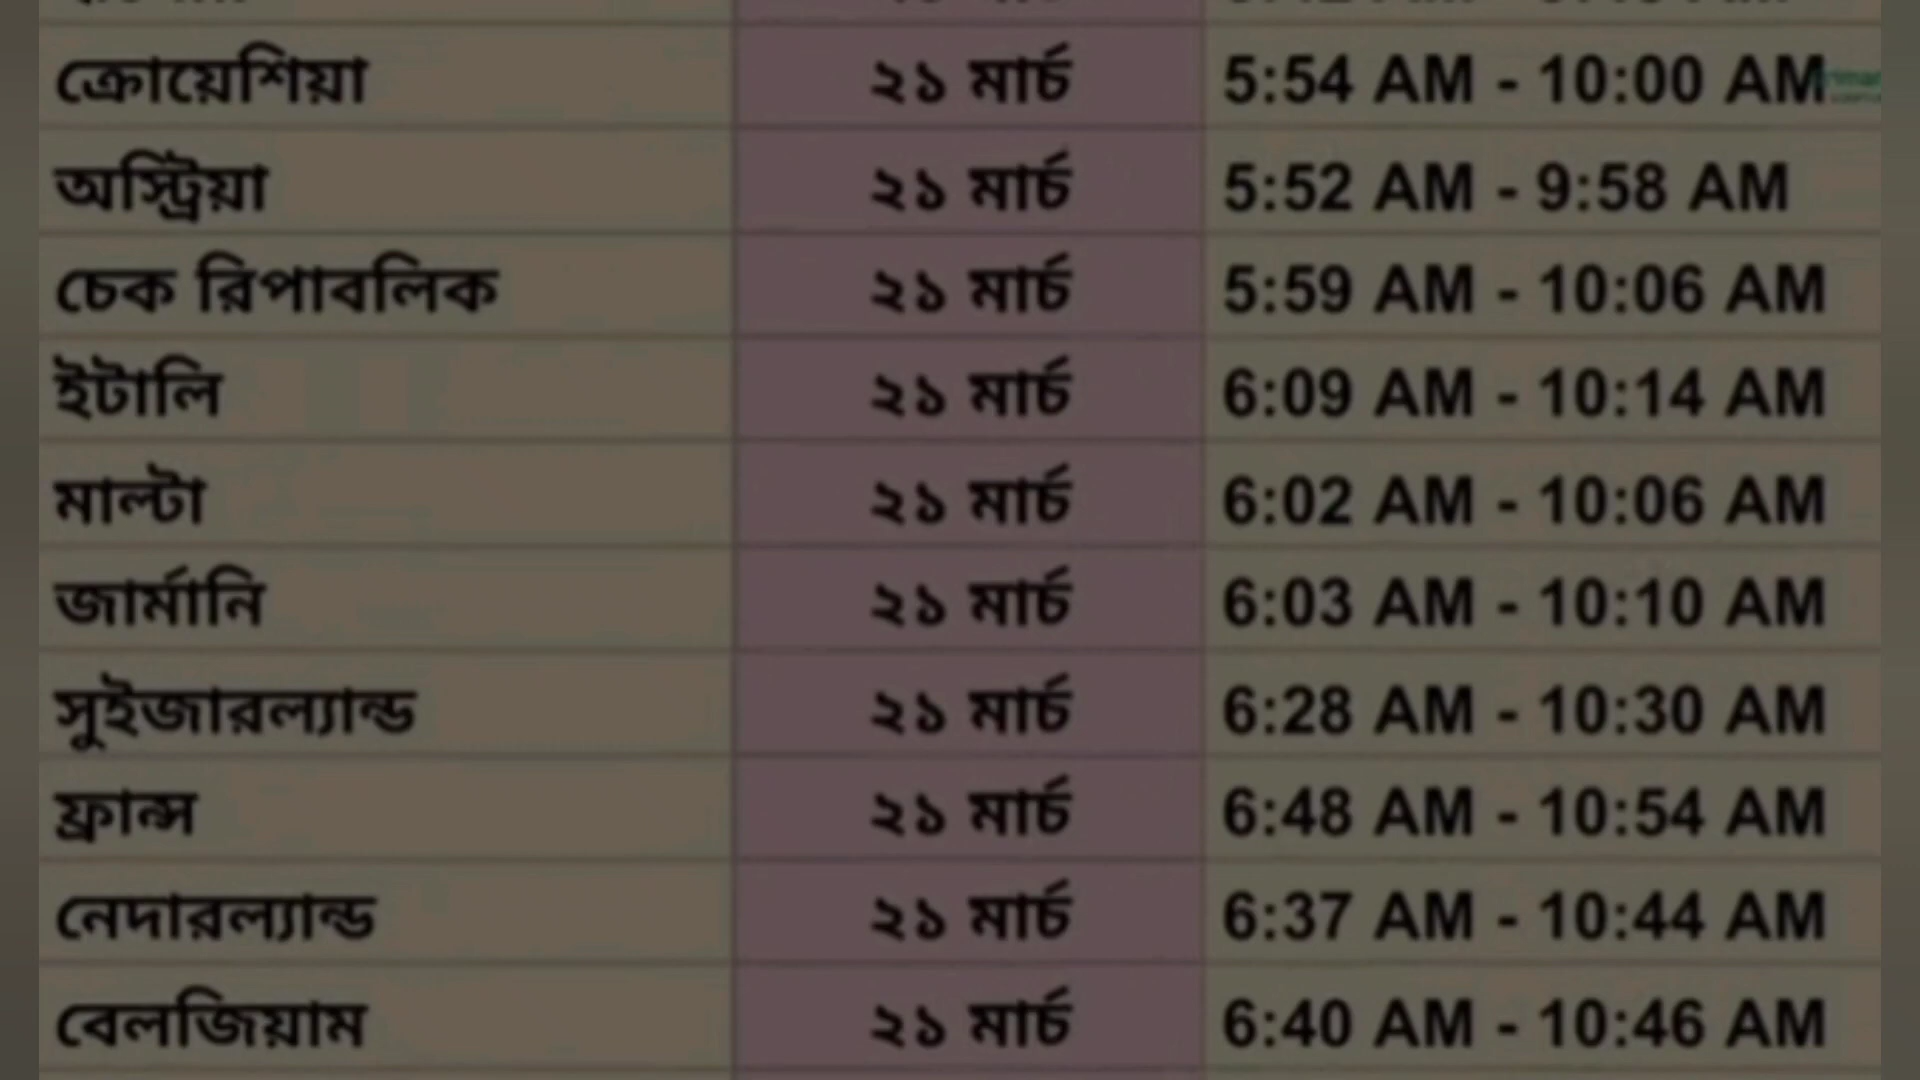 ক্রোয়েশিয়া ২১ মার্চ 5:54 AM - 10:00 AM
অস্ট্রিয়া ২১ মার্চ 5:52 AM - 9:58 AM
চেক রিপাবলিক ২১ মার্চ 5:59 AM - 10:06 AM
ইটালি ২১ মার্চ 6:09 AM - 10:14 AM
মাল্টা ২১ মার্চ 6:02 AM - 10:06 AM
জার্মানি ২১ মার্চ 6:03 AM - 10:10 AM
সুইজারল্যান্ড ২১ মার্চ 6:28 AM - 10:30 AM
ফ্রান্স ২১ মার্চ 6:48 AM - 10:54 AM
নেদারল্যান্ড ২১ মার্চ 6:37 AM - 10:44 AM
বেলজিয়াম ২১ মার্চ 6:40 AM - 10:46 AM